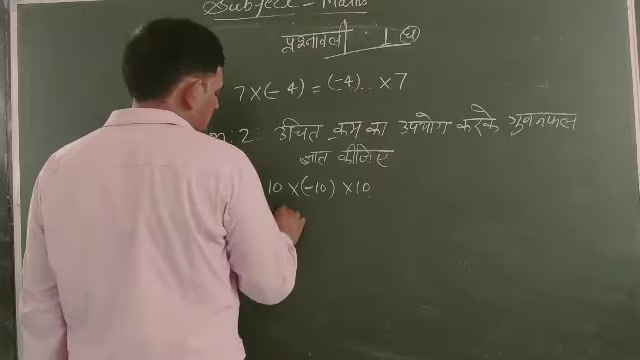 Subject - Maths
प्रश्नावली : 1 (घ)
7 × (-4) = (-4) × 7
2. उचित क्रम का उपयोग करके गुणनफल
ज्ञात कीजिए
10 × (-10) × 10